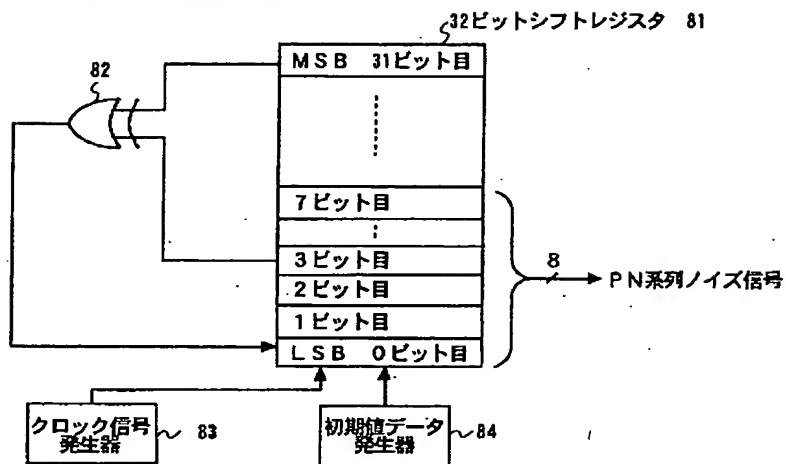 32ビットシフトレジスタ 81
MSB 31ビット目
82
7ビット目
3ビット目
2ビット目
1ビット目
LSB 0ビット目
8
PN系列ノイズ信号
クロック信号
発生器
83
初期値データ
発生器
84